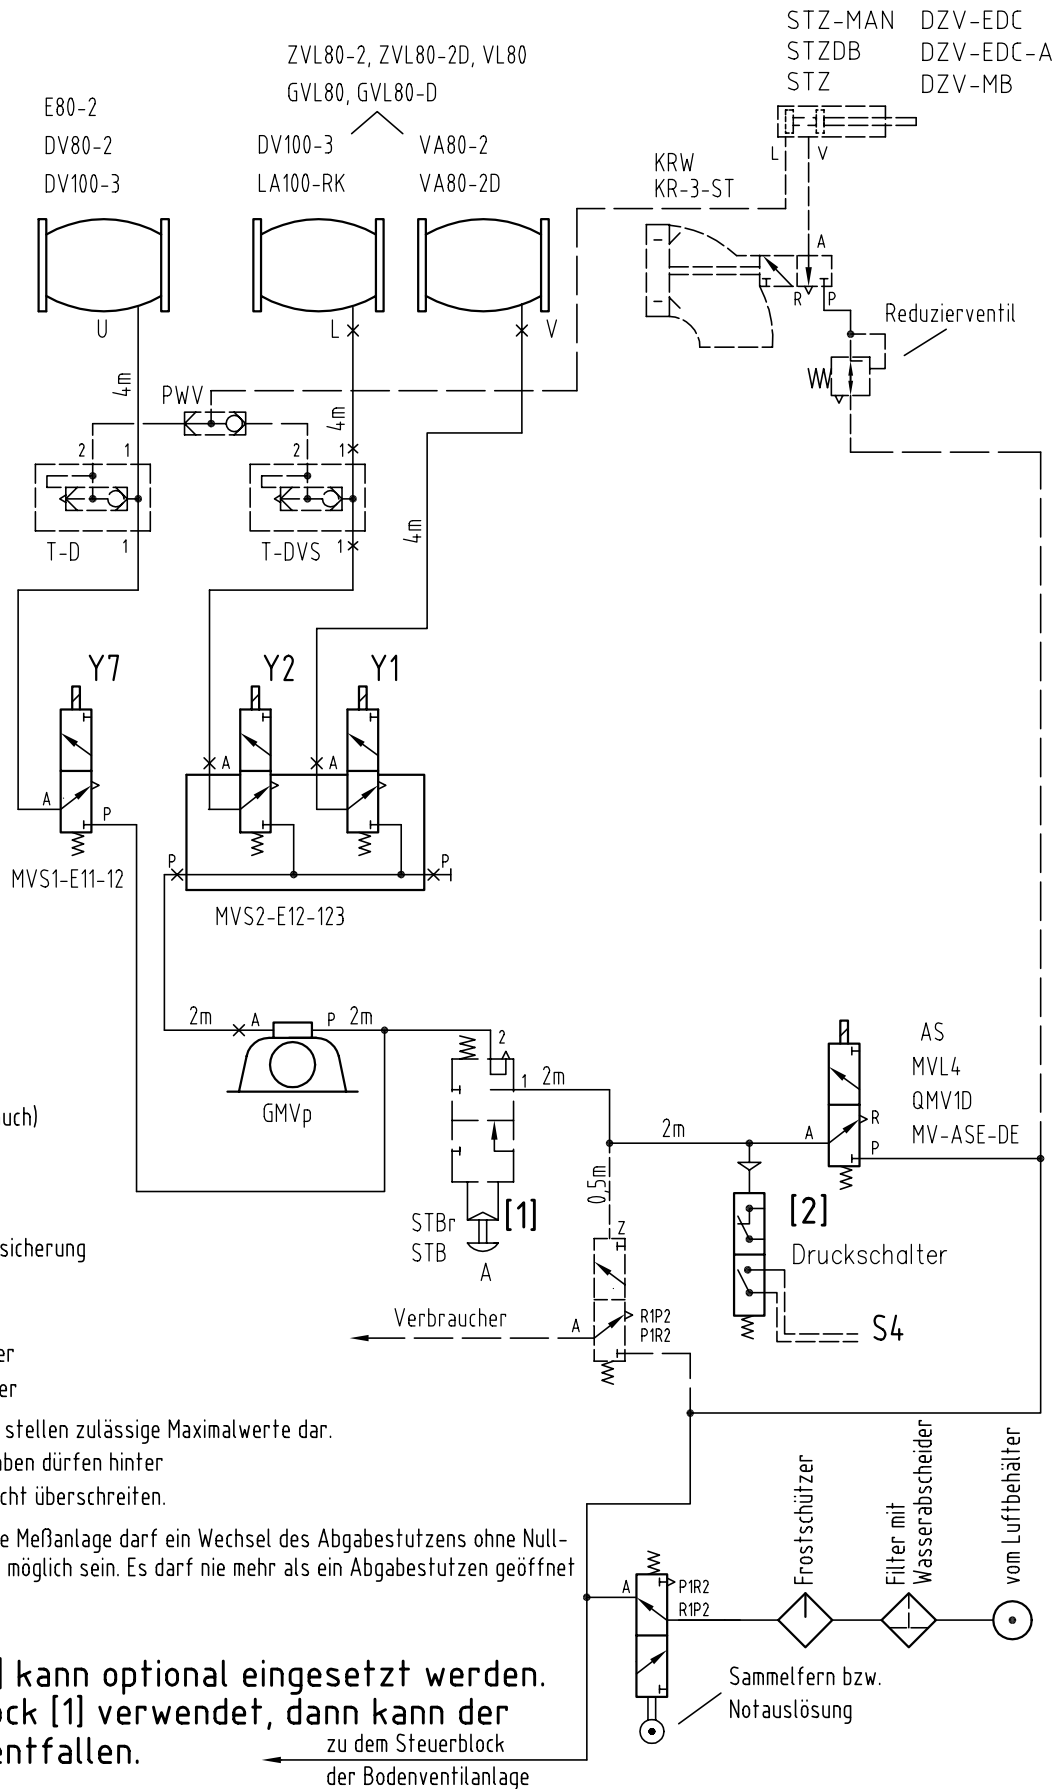 STZ-MAN DZV-EDC
STZDB DZV-EDC-A
STZ DZV-MB
ZVL80-2, ZVL80-2D, VL80
GVL80, GVL80-D
E80-2
DV80-2
DV100-3
DV100-3 VA80-2
LA100-RK VA80-2D
L V
KRW
KR-3-ST
A
R P
Reduzierventil
U
L
V
4m
4m
4m
PWV
2 1
2 1
T-D
1
T-DVS
1
Y7
Y2
Y1
A
P
A
A
P
P
MVS1-E11-12
MVS2-E12-123
2m
A
P
2m
GMVp
2
1
2m
AS
MVL4
QMV1D
MV-ASE-DE
R
P
A
2m
0,5m
uch)
[1]
STBr
STB
A
[2]
Druckschalter
S4
sicherung
Z
Verbraucher
A
R1P2
P1R2
er
er
stellen zulässige Maximalwerte dar.
aben dürfen hinter
cht überschreiten.
e Meßanlage darf ein Wechsel des Abgabestutzens ohne Null-
möglich sein. Es darf nie mehr als ein Abgabestutzen geöffnet
Frostschützer
Filter mit
Wasserabscheider
vom Luftbehälter
A
P1R2
R1P2
Sammelfern bzw.
Notauslösung
] kann optional eingesetzt werden.
ock [1] verwendet, dann kann der
entfallen.
zu dem Steuerblock
der Bodenventilanlage